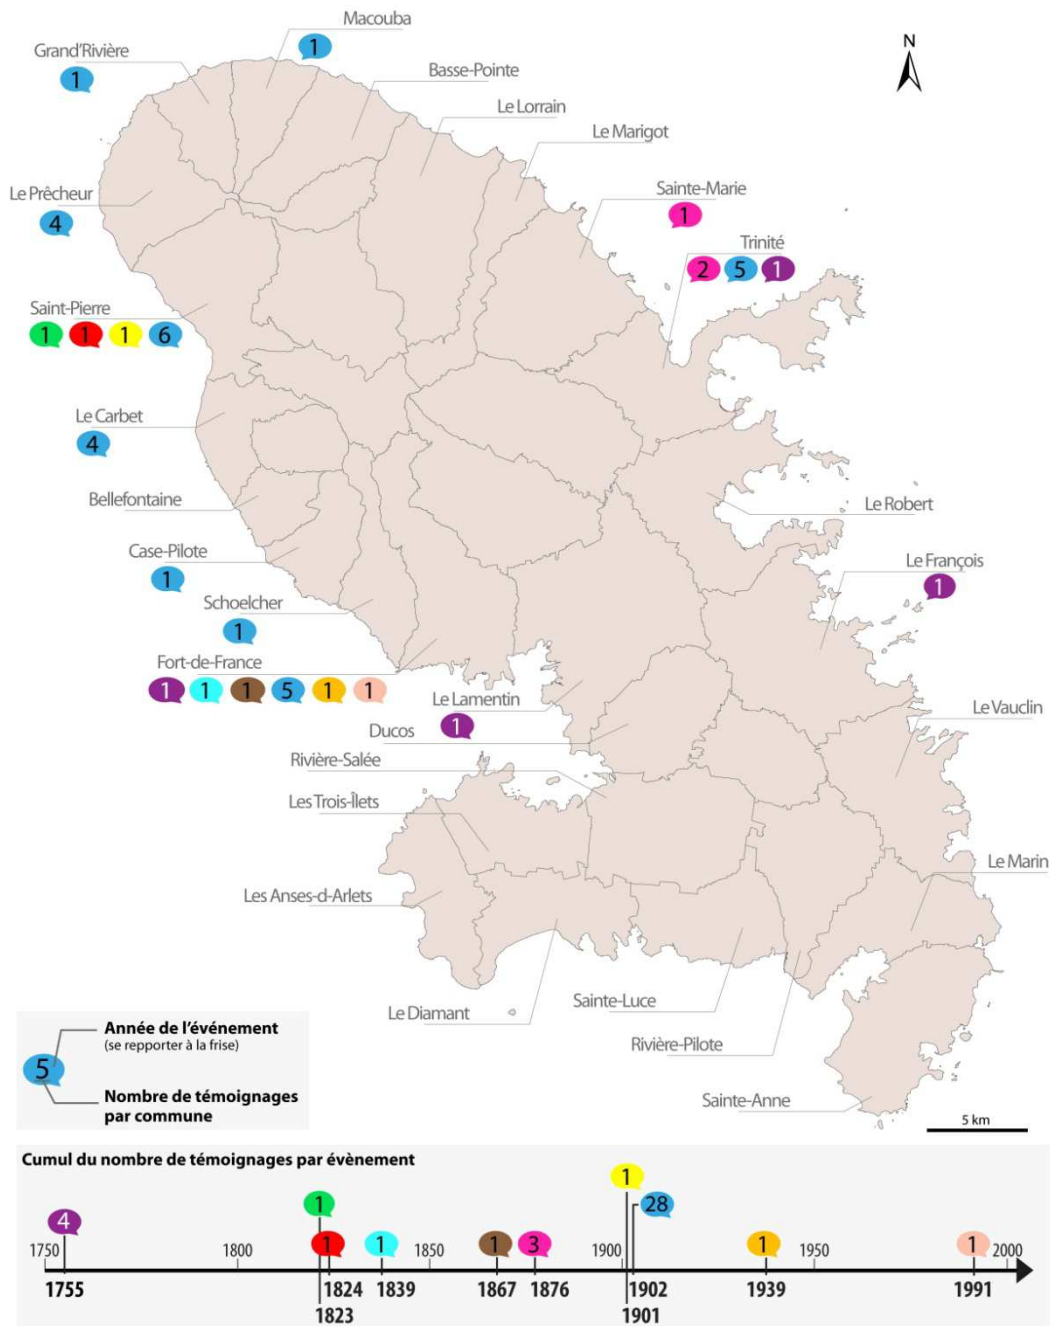 Macouba
1
Grand'Rivière
1
Basse-Pointe
Le Lorrain
Le Marigot
N
Le Prêcheur
4
Sainte-Marie
1
Trinité
2 5 1
Saint-Pierre
1 1 1 6
Le Carbet
4
Bellefontaine
Le Robert
Case-Pilote
1
Le François
1
Schoelcher
1
Fort-de-France
1 1 1 5 1 1
Le Lamentin
1
Ducos
Le Vauclin
Rivière-Salée
Les Trois-Îlets
Le Marin
Les Anses-d-Arlets
Le Diamant
Sainte-Luce
Rivière-Pilote
Sainte-Anne
5 km
5
Année de l'événement
(se repporter à la frise)
Nombre de témoignages
par commune
Cumul du nombre de témoignages par évènement
4 1 1 1 1 3 1 28 1 1
1750 1800 1850 1900 1950 2000
1755 1824 1839 1867 1876 1902 1939 1991
1823 1901